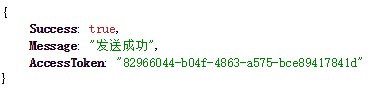 {
Success: true,
Message: "发送成功",
AccessToken: "82966044-b04f-4863-a575-bce89417841d"
}